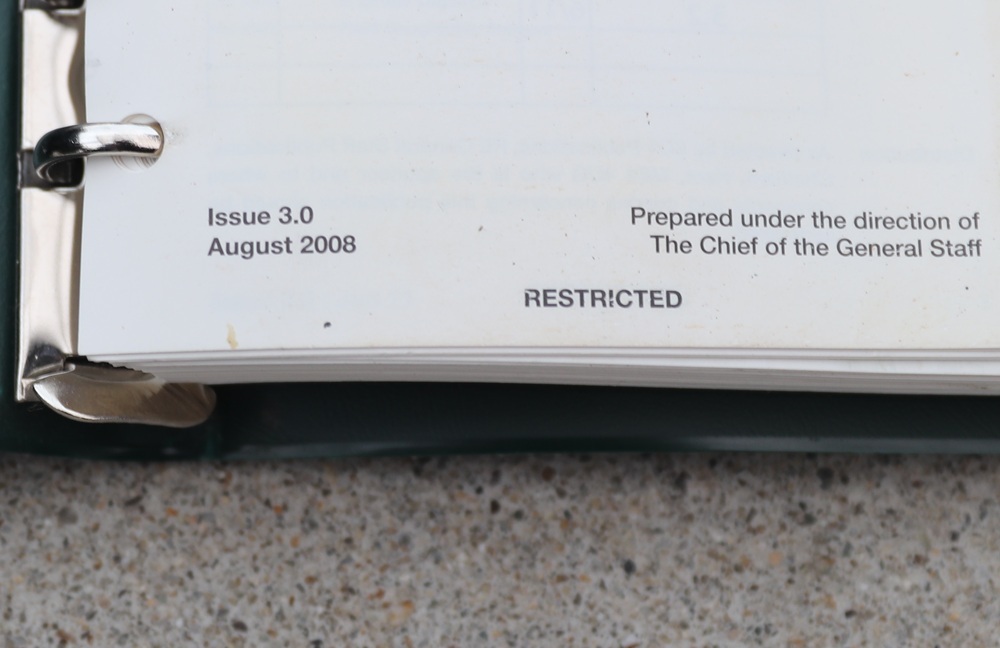 Issue 3.0
August 2008
Prepared under the direction of
The Chief of the General Staff
RESTRICTED